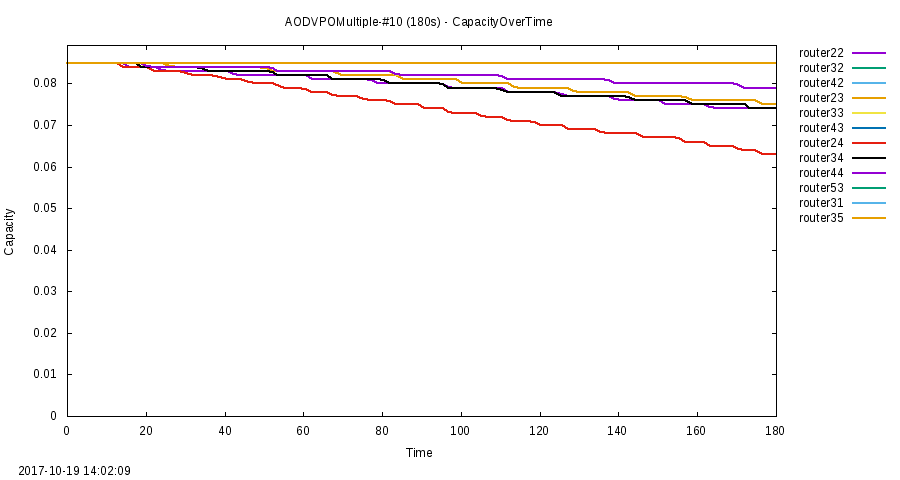 AODVPOMultiple-#10 (180s) - CapacityOverTime
router22
router32
router42
router23
router33
router43
router24
router34
router44
router53
router31
router35
0.08
0.07
0.06
0.05
0.04
0.03
0.02
0.01
0
Capacity
0 20 40 60 80 100 120 140 160 180
Time
2017-10-19 14:02:09